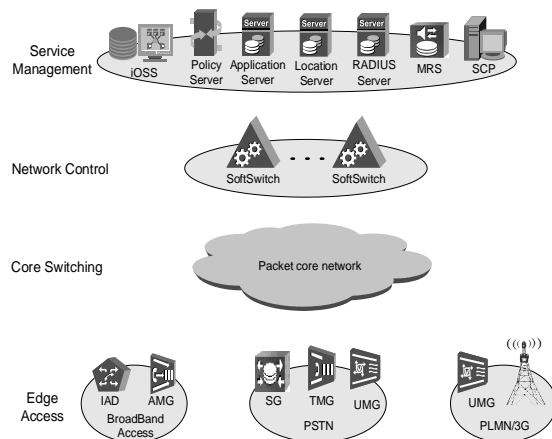 Service
Management
iOSS
Policy
Server
Server
Application
Server
Server
Location
Server
Server
RADIUS
Server
MRS
SCP
Network Control
SoftSwitch
. . .
SoftSwitch
Core Switching
Packet core network
Edge
Access
IAD
AMG
BroadBand
Access
SG
TMG
UMG
PSTN
UMG
PLMN/3G